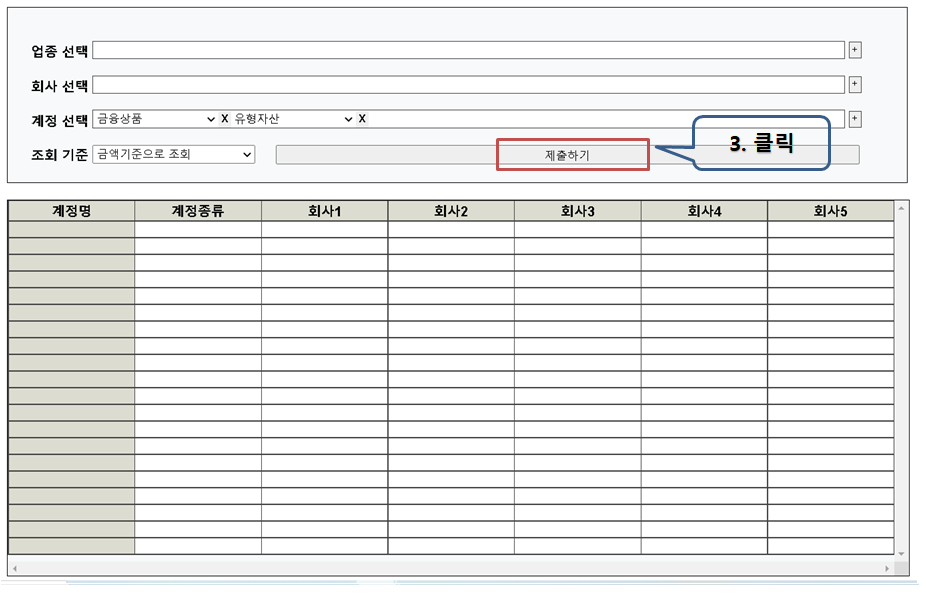 업종 선택 +
회사 선택 +
계정 선택 금융상품 X 유형자산 X +
조회 기준 금액기준으로 조회 제출하기 3. 클릭
계정명 계정종류 회사1 회사2 회사3 회사4 회사5